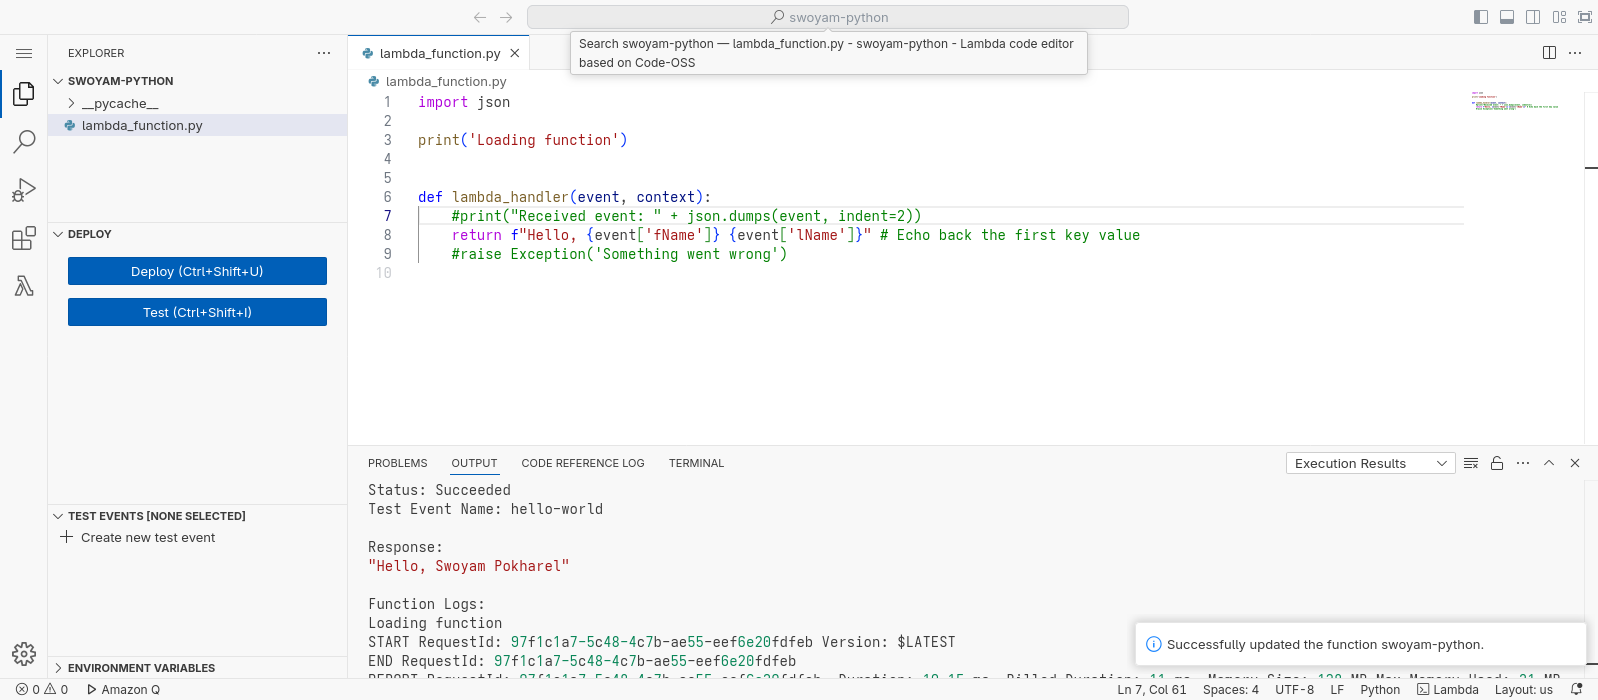 swoyam-python
Search swoyam-python — lambda_function.py - swoyam-python - Lambda code editor
based on Code-OSS
EXPLORER
SWOYAM-PYTHON
__pycache__
lambda_function.py
DEPLOY
Deploy (Ctrl+Shift+U)
Test (Ctrl+Shift+I)
TEST EVENTS [NONE SELECTED]
Create new test event
ENVIRONMENT VARIABLES
lambda_function.py
lambda_function.py
1 import json
2
3 print('Loading function')
4
5
6 def lambda_handler(event, context):
7     #print("Received event: " + json.dumps(event, indent=2))
8     return f"Hello, {event['fName']} {event['lName']}" # Echo back the first key value
9     #raise Exception('Something went wrong')
10
PROBLEMS OUTPUT CODE REFERENCE LOG TERMINAL Execution Results
Status: Succeeded
Test Event Name: hello-world
Response:
"Hello, Swoyam Pokharel"
Function Logs:
Loading function
START RequestId: 97f1c1a7-5c48-4c7b-ae55-eef6e20fdfeb Version: $LATEST
END RequestId: 97f1c1a7-5c48-4c7b-ae55-eef6e20fdfeb
Successfully updated the function swoyam-python.
0 0 Amazon Q Ln 7, Col 61 Spaces: 4 UTF-8 LF Python Lambda Layout: us